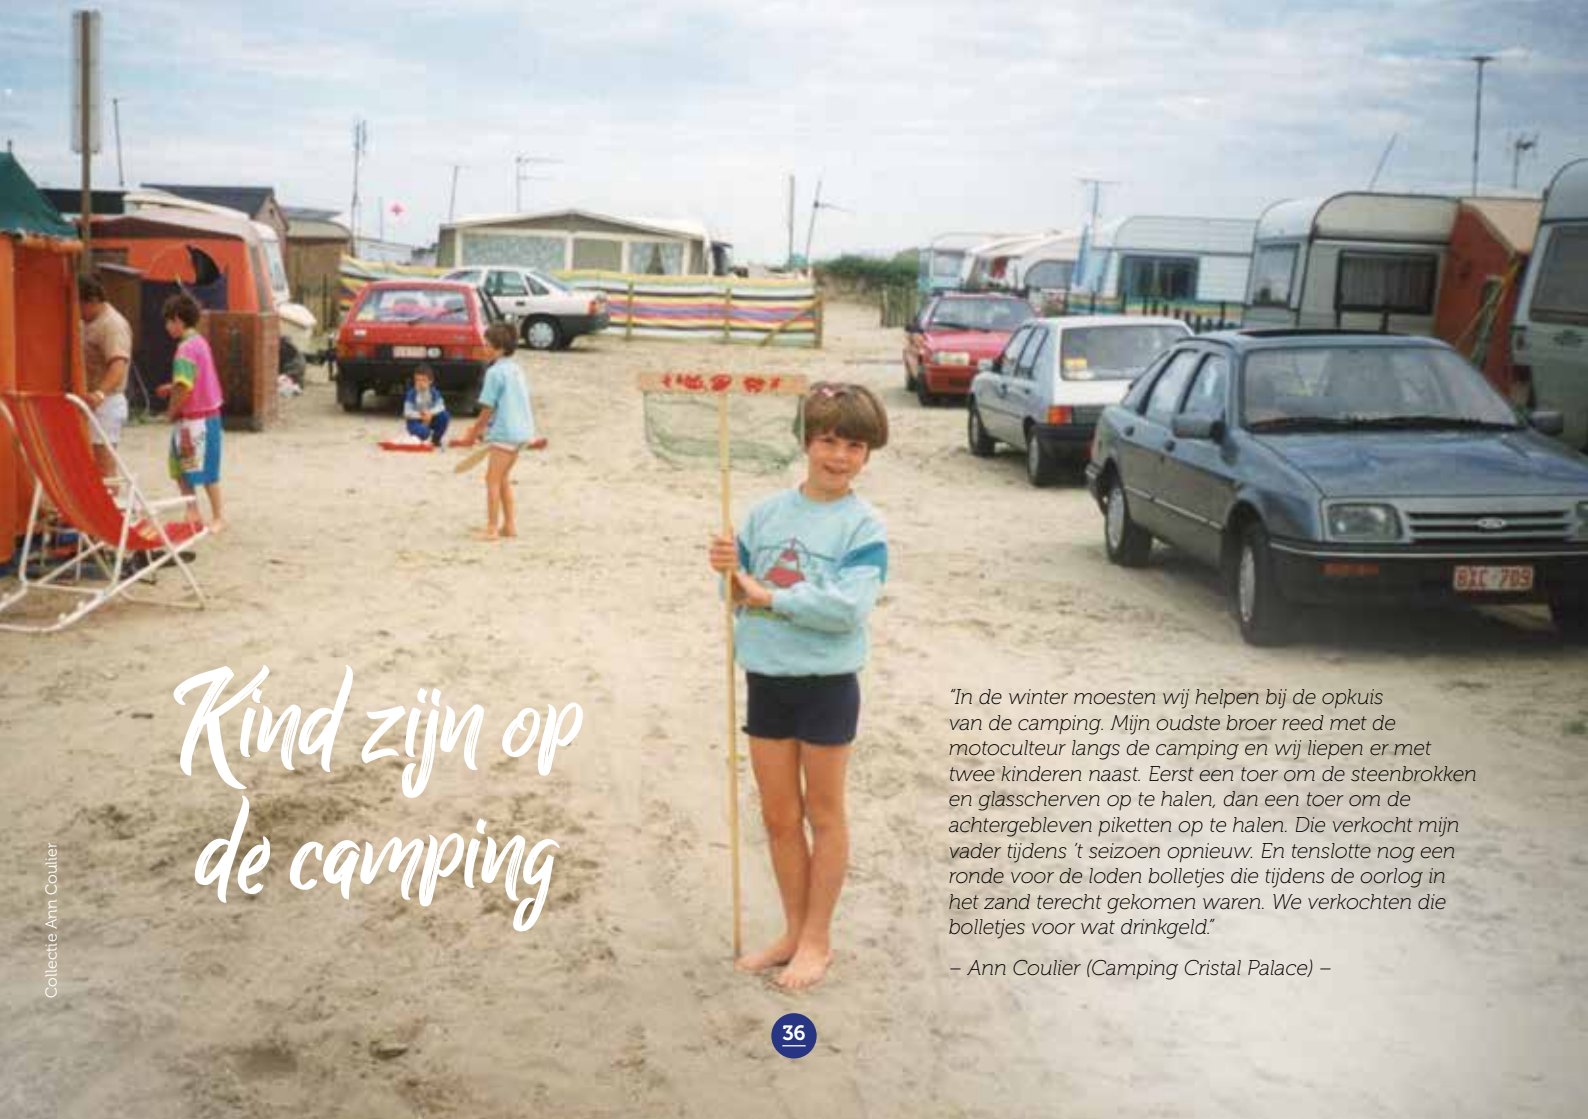 Kind zijn op
de camping
"In de winter moesten wij helpen bij de opkuis
van de camping. Mijn oudste broer reed met de
motoculteur langs de camping en wij liepen er met
twee kinderen naast. Eerst een toer om de steenbrokken
en glasscherven op te halen, dan een toer om de
achtergebleven piketten op te halen. Die verkocht mijn
vader tijdens 't seizoen opnieuw. En tenslotte nog een
ronde voor de loden bolletjes die tijdens de oorlog in
het zand terecht gekomen waren. We verkochten die
bolletjes voor wat drinkgeld."
– Ann Coulier (Camping Cristal Palace) –
Collectie Ann Coulier
BXC·709
36